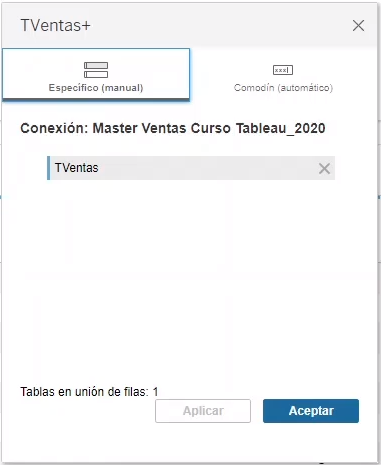 TVentas+
Específico (manual)
Comodín (automático)
Conexión: Master Ventas Curso Tableau_2020
TVentas
Tablas en unión de filas: 1
Aplicar
Aceptar